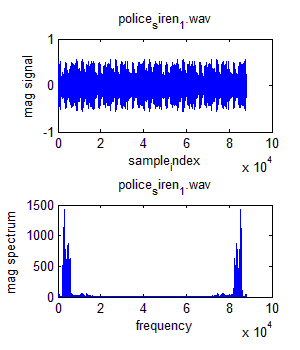 police_siren_1.wav
1
0
-1
mag signal
0 2 4 6 8 10
sample_index
x 10^4
police_siren_1.wav
1500
1000
500
0
mag spectrum
0 2 4 6 8 10
frequency
x 10^4